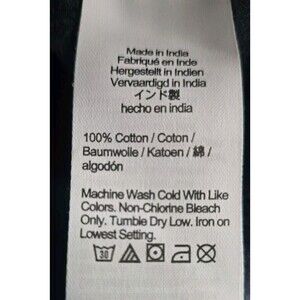 Made in India
Fabriqué en Inde
Hergestellt in Indien
Vervaardigd in India
インド製
hecho en india
100% Cotton / Coton /
Baumwolle / Katoen / 綿 /
algodón
Machine Wash Cold With Like
Colors. Non-Chlorine Bleach
Only. Tumble Dry Low. Iron on
Lowest Setting.
30